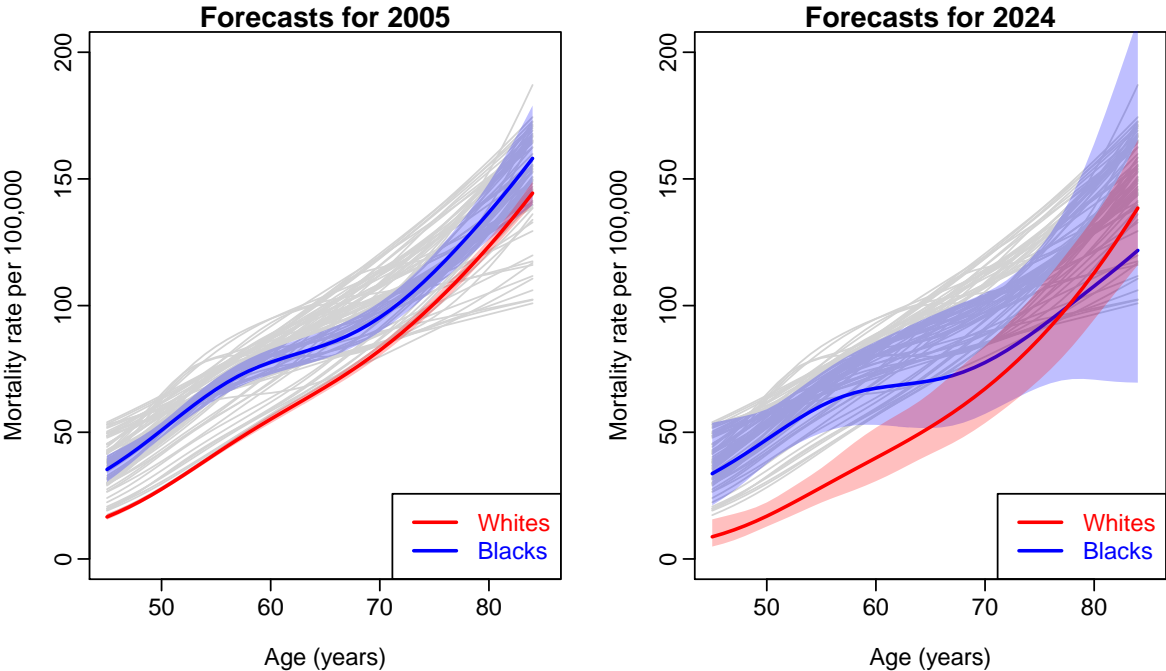 Forecasts for 2005
Mortality rate per 100,000
200
150
100
50
0
50 60 70 80
Age (years)
Whites
Blacks
Forecasts for 2024
Mortality rate per 100,000
200
150
100
50
0
50 60 70 80
Age (years)
Whites
Blacks